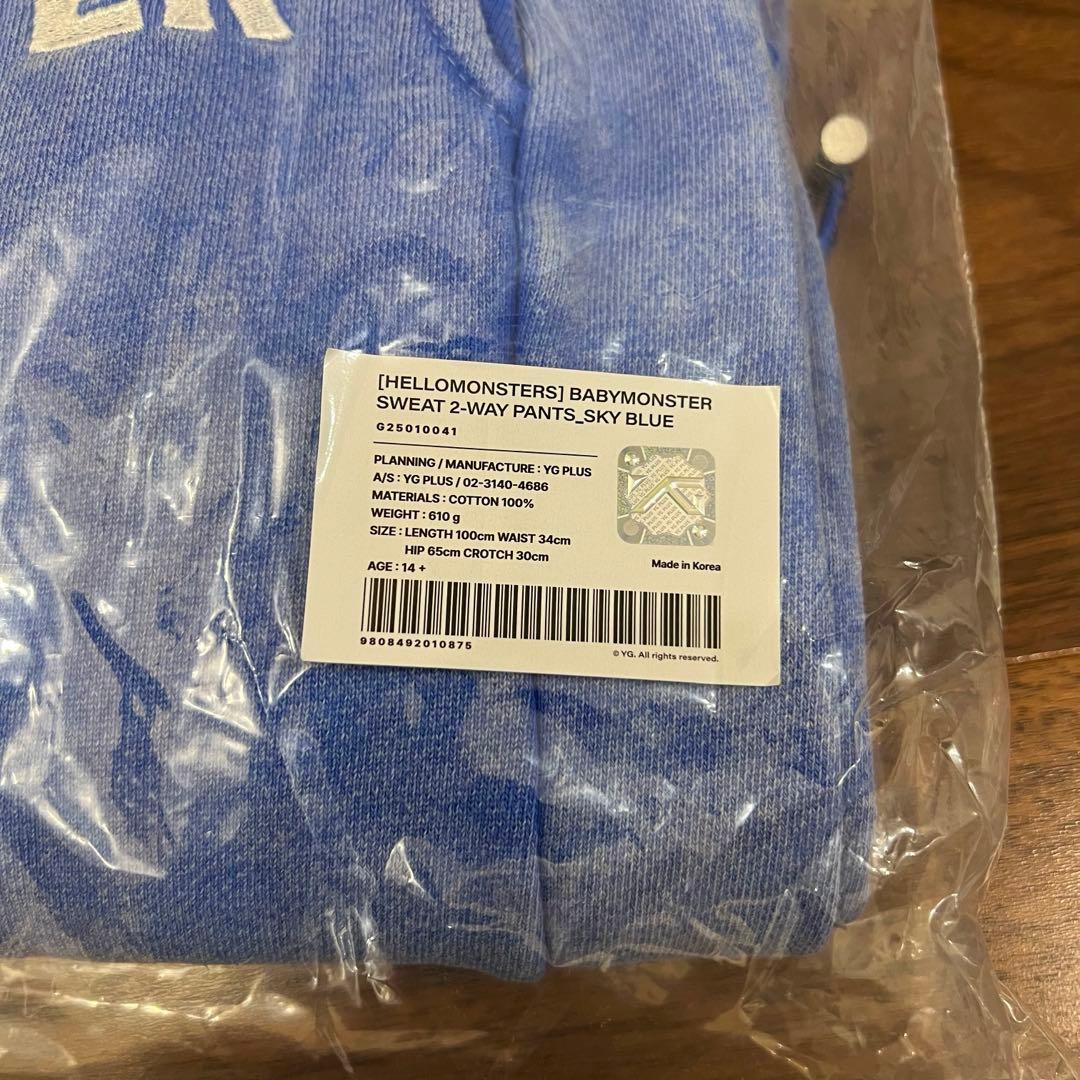 ER
[HELLOMONSTERS] BABYMONSTER
SWEAT 2-WAY PANTS_SKY BLUE
G25010041
PLANNING / MANUFACTURE : YG PLUS
A/S : YG PLUS / 02-3140-4686
MATERIALS : COTTON 100%
WEIGHT : 610 g
SIZE : LENGTH 100cm WAIST 34cm
HIP 65cm CROTCH 30cm
AGE : 14 +
Made in Korea
9808492010875
© YG. All rights reserved.